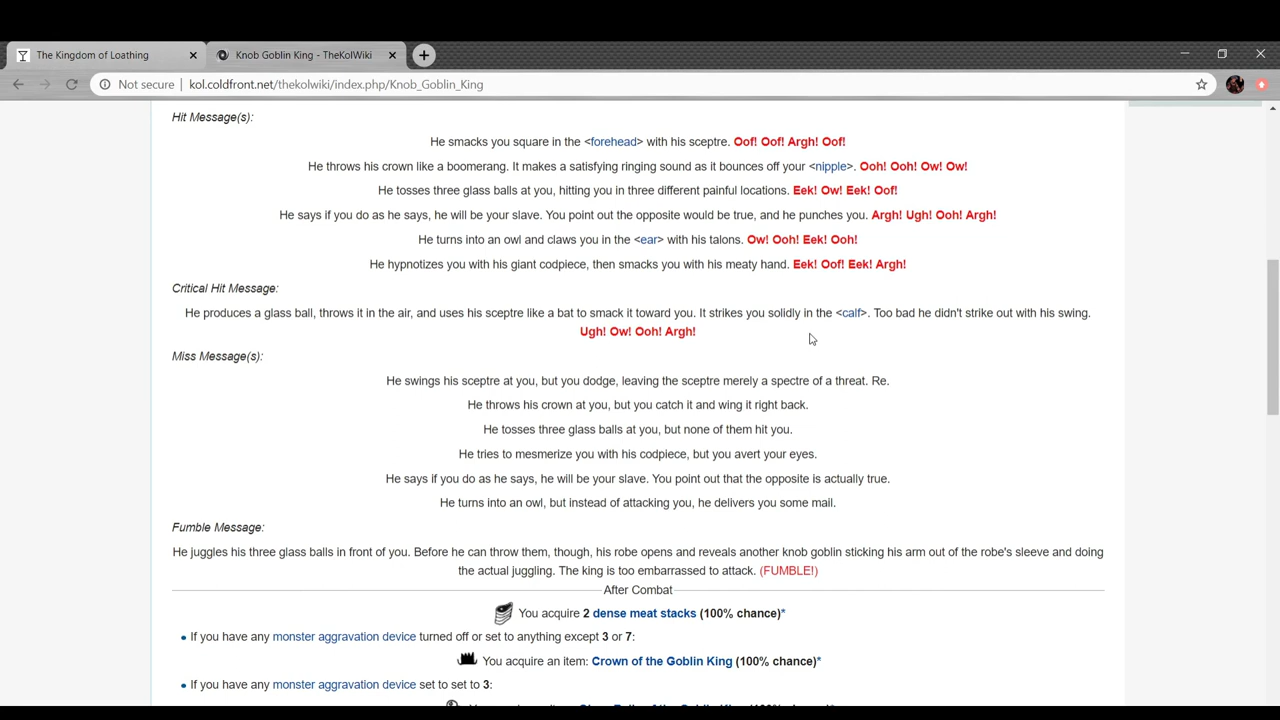 The Kingdom of Loathing
Knob Goblin King - TheKolWiki
Not secure | kol.coldfront.net/thekolwiki/index.php/Knob_Goblin_King
Hit Message(s):
He smacks you square in the <forehead> with his sceptre. Oof! Oof! Argh! Oof!
He throws his crown like a boomerang. It makes a satisfying ringing sound as it bounces off your <nipple>. Ooh! Ooh! Ow! Ow!
He tosses three glass balls at you, hitting you in three different painful locations. Eek! Ow! Eek! Oof!
He says if you do as he says, he will be your slave. You point out the opposite would be true, and he punches you. Argh! Ugh! Ooh! Argh!
He turns into an owl and claws you in the <ear> with his talons. Ow! Ooh! Eek! Ooh!
He hypnotizes you with his giant codpiece, then smacks you with his meaty hand. Eek! Oof! Eek! Argh!
Critical Hit Message:
He produces a glass ball, throws it in the air, and uses his sceptre like a bat to smack it toward you. It strikes you solidly in the <calf>. Too bad he didn't strike out with his swing.
Ugh! Ow! Ooh! Argh!
Miss Message(s):
He swings his sceptre at you, but you dodge, leaving the sceptre merely a spectre of a threat. Re.
He throws his crown at you, but you catch it and wing it right back.
He tosses three glass balls at you, but none of them hit you.
He tries to mesmerize you with his codpiece, but you avert your eyes.
He says if you do as he says, he will be your slave. You point out that the opposite is actually true.
He turns into an owl, but instead of attacking you, he delivers you some mail.
Fumble Message:
He juggles his three glass balls in front of you. Before he can throw them, though, his robe opens and reveals another knob goblin sticking his arm out of the robe's sleeve and doing
the actual juggling. The king is too embarrassed to attack. (FUMBLE!)
After Combat
You acquire 2 dense meat stacks (100% chance)*
• If you have any monster aggravation device turned off or set to anything except 3 or 7:
You acquire an item: Crown of the Goblin King (100% chance)*
• If you have any monster aggravation device set to set to 3: